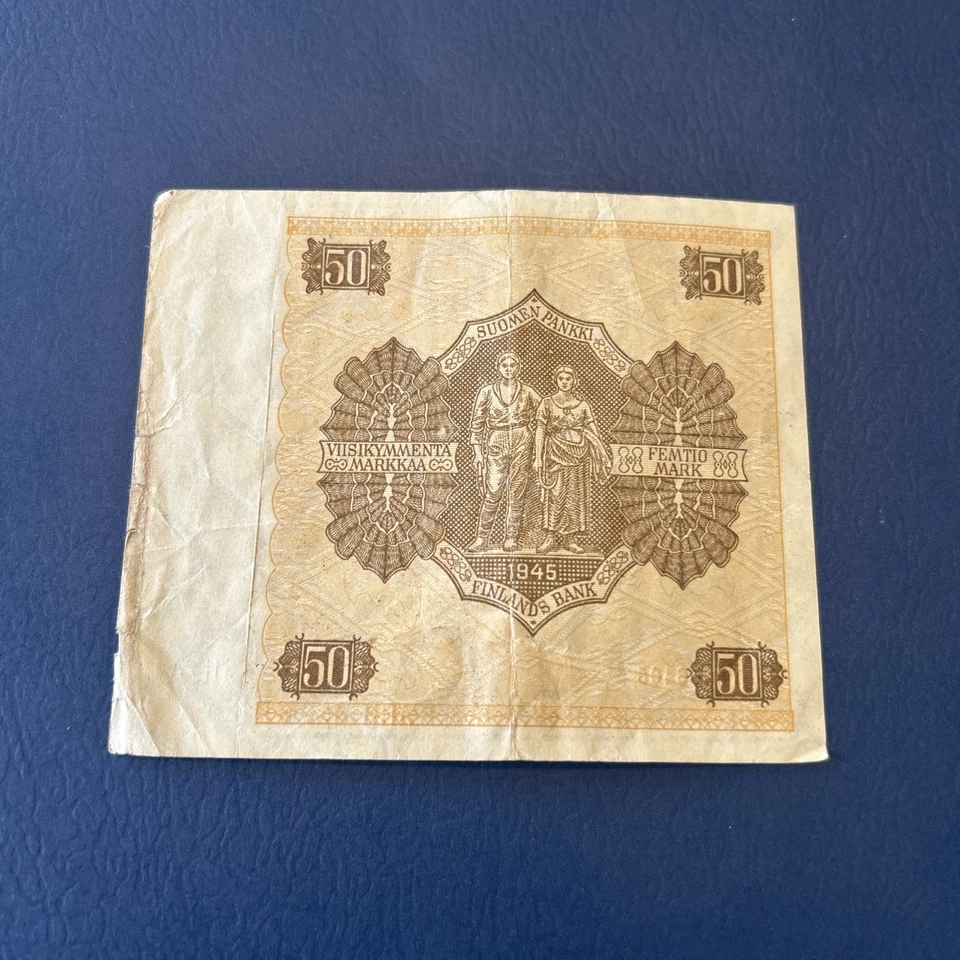 50
50
SUOMEN PANKKI
VIISIKYMMENTÄ
MARKKAA
FEMTIO
MARK
1945
FINLANDS BANK
50
50